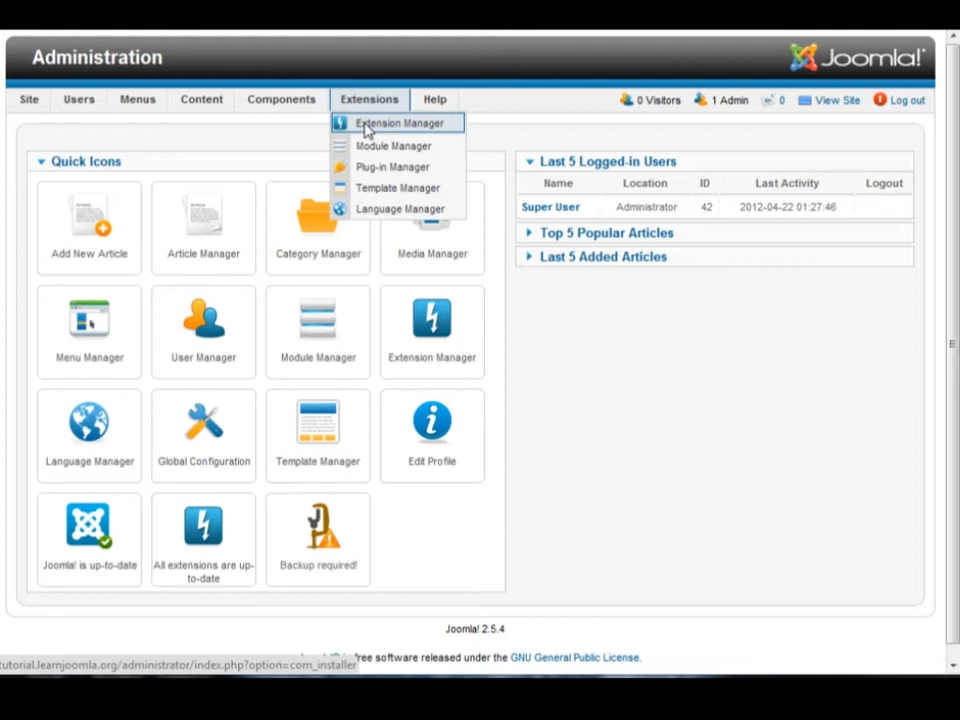 Administration
Joomla!
Site Users Menus Content Components Extensions Help
0 Visitors 1 Admin 0 View Site Log out
Extension Manager
Module Manager
Plug-in Manager
Template Manager
Language Manager
Quick Icons
Add New Article
Article Manager
Category Manager
Media Manager
Menu Manager
User Manager
Module Manager
Extension Manager
Language Manager
Global Configuration
Template Manager
Edit Profile
Joomla! is up-to-date
All extensions are up-
to-date
Backup required!
Last 5 Logged-in Users
Name Location ID Last Activity Logout
Super User Administrator 42 2012-04-22 01:27:46
Top 5 Popular Articles
Last 5 Added Articles
Joomla! 2.5.4
free software released under the GNU General Public License.
tutorial.learnjoomla.org/administrator/index.php?option=com_installer